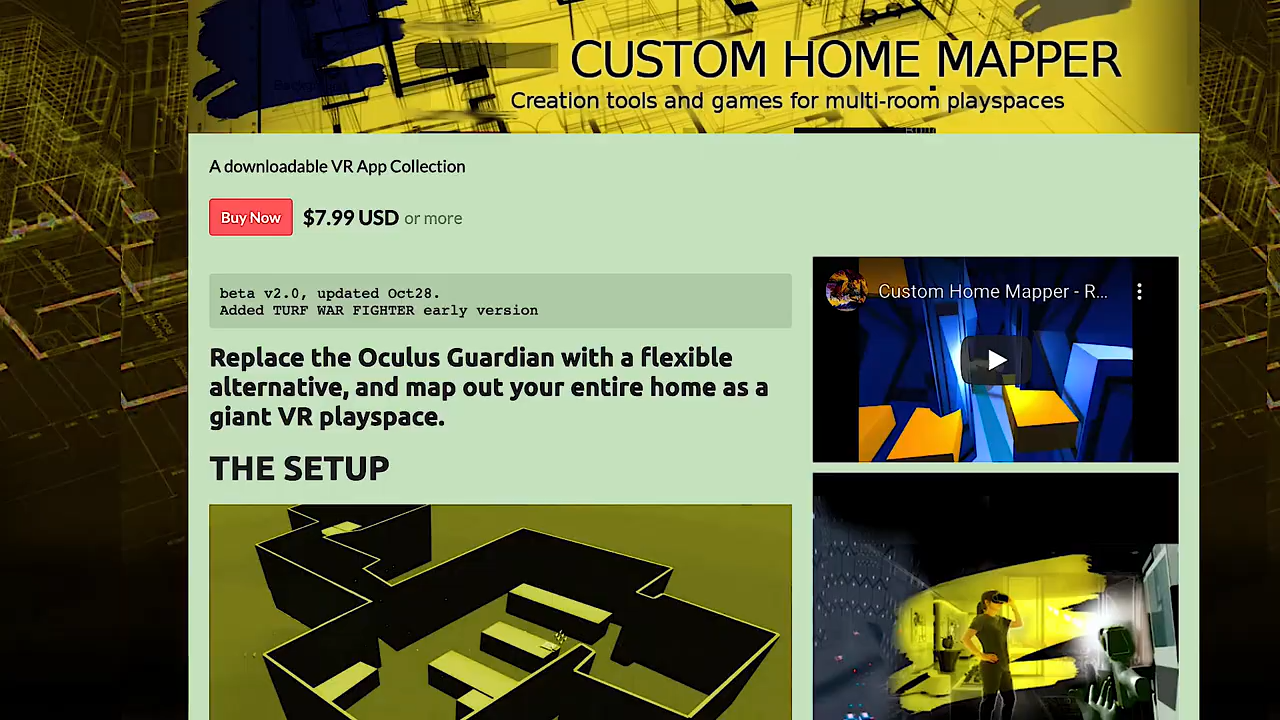 CUSTOM HOME MAPPER
Creation tools and games for multi-room playspaces
A downloadable VR App Collection
Buy Now $7.99 USD or more
beta v2.0, updated Oct28.
Added TURF WAR FIGHTER early version
Replace the Oculus Guardian with a flexible
alternative, and map out your entire home as a
giant VR playspace.
THE SETUP
Custom Home Mapper - R...